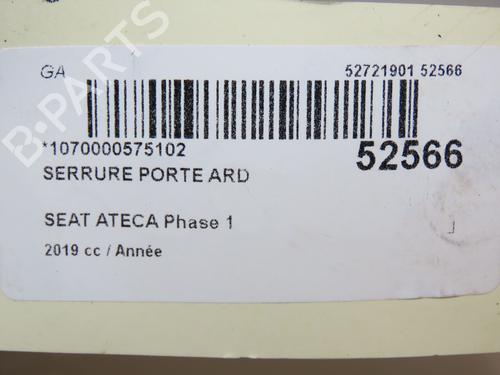 GA
52721901 52566
*1070000575102
52566
SERRURE PORTE ARD
SEAT ATECA Phase 1
2019 cc / Année
B-PARTS